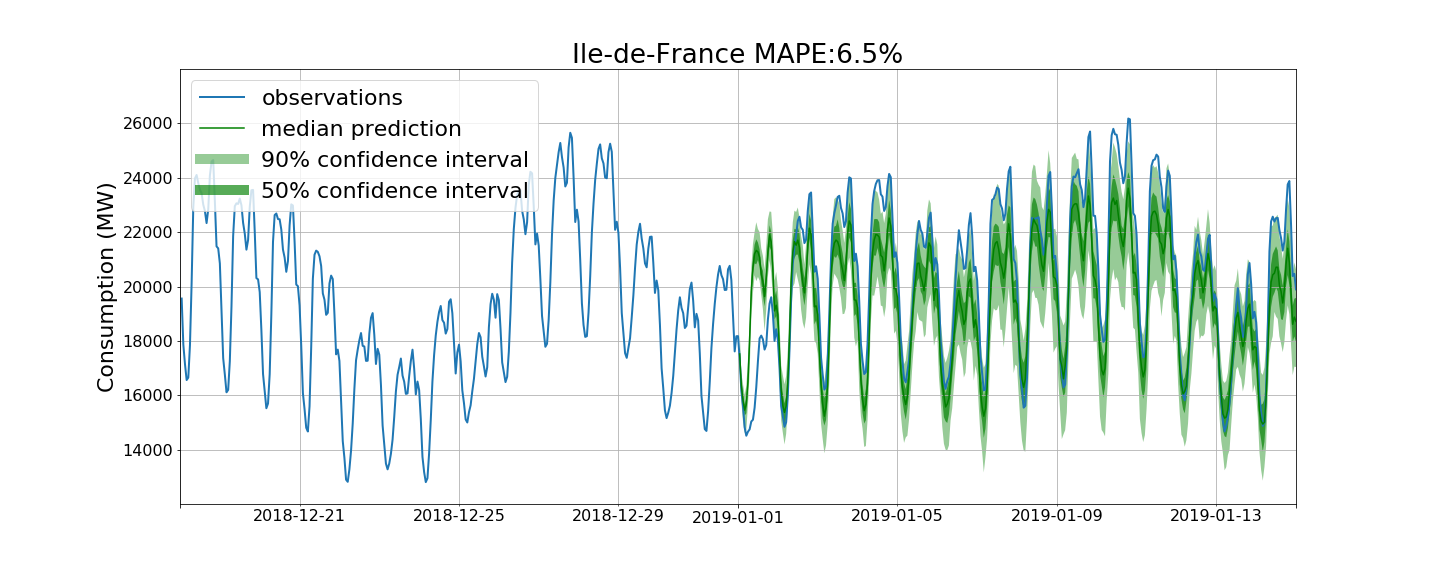 Ile-de-France MAPE:6.5%
observations
median prediction
90% confidence interval
50% confidence interval
Consumption (MW)
26000
24000
22000
20000
18000
16000
14000
2018-12-21
2018-12-25
2018-12-29
2019-01-01
2019-01-05
2019-01-09
2019-01-13